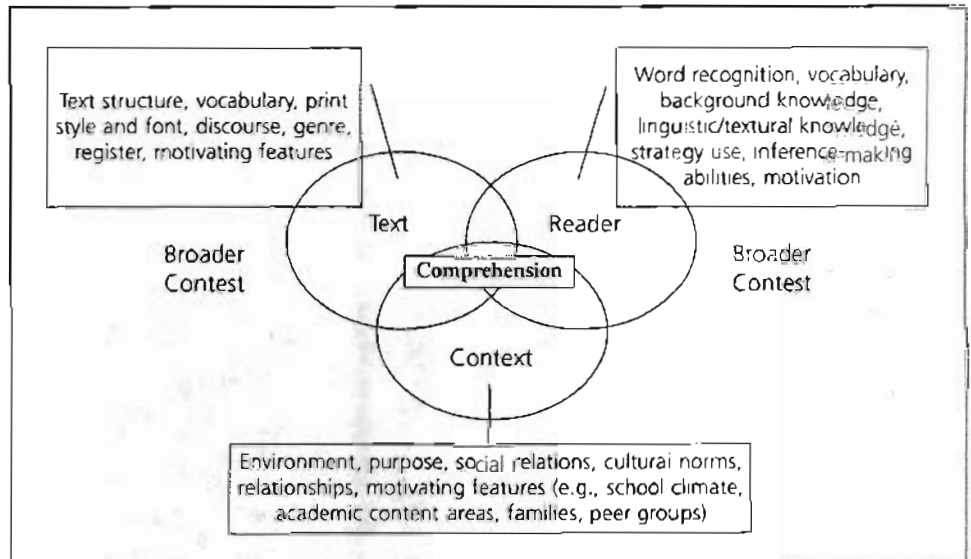 Text structure, vocabulary, print
style and font, discourse, genre,
register, motivating features
Word recognition, vocabulary,
background knowledge,
linguistic/textural knowledge,
strategy use, inference-making
abilities, motivation
Text
Reader
Broader
Contest
Comprehension
Broader
Contest
Context
Environment, purpose, social relations, cultural norms,
relationships, motivating features (e.g., school climate,
academic content areas, families, peer groups)